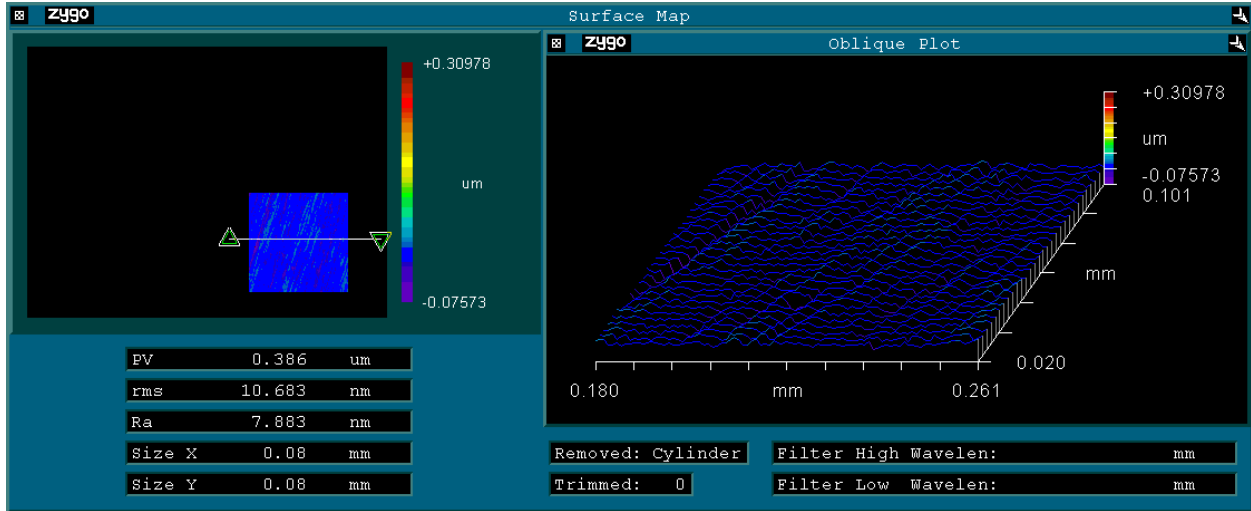 zygo Surface Map
+0.30978
um
-0.07573
PV 0.386 um
rms 10.683 nm
Ra 7.883 nm
Size X 0.08 mm
Size Y 0.08 mm
zygo Oblique Plot
+0.30978
um
-0.07573
0.101
mm
0.020
0.180 mm 0.261
Removed: Cylinder
Trimmed: 0
Filter High Wavelen: mm
Filter Low Wavelen: mm